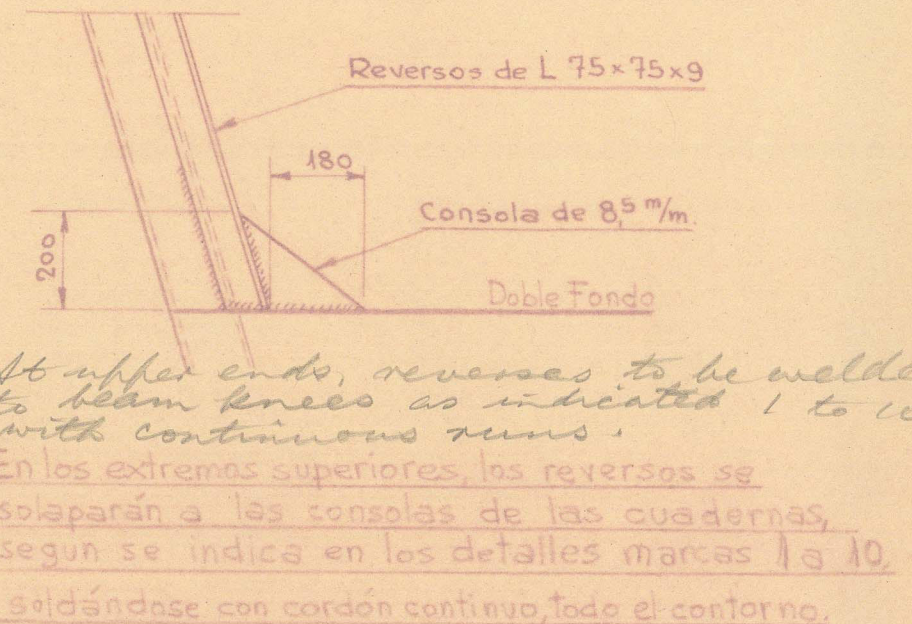 Reversos de L 75×75×9
180
Consola de 8,5 m/m.
200
Doble Fondo
At upper ends, reverses to be welde
to beam knees as indicated 1 to 10
with continuous runs.
En los extremos superiores, los reversos se
solaparán a las consolas de las cuadernas,
segun se indica en los detalles marcas 1 a 10,
soldándose con cordón continuo, todo el contorno.